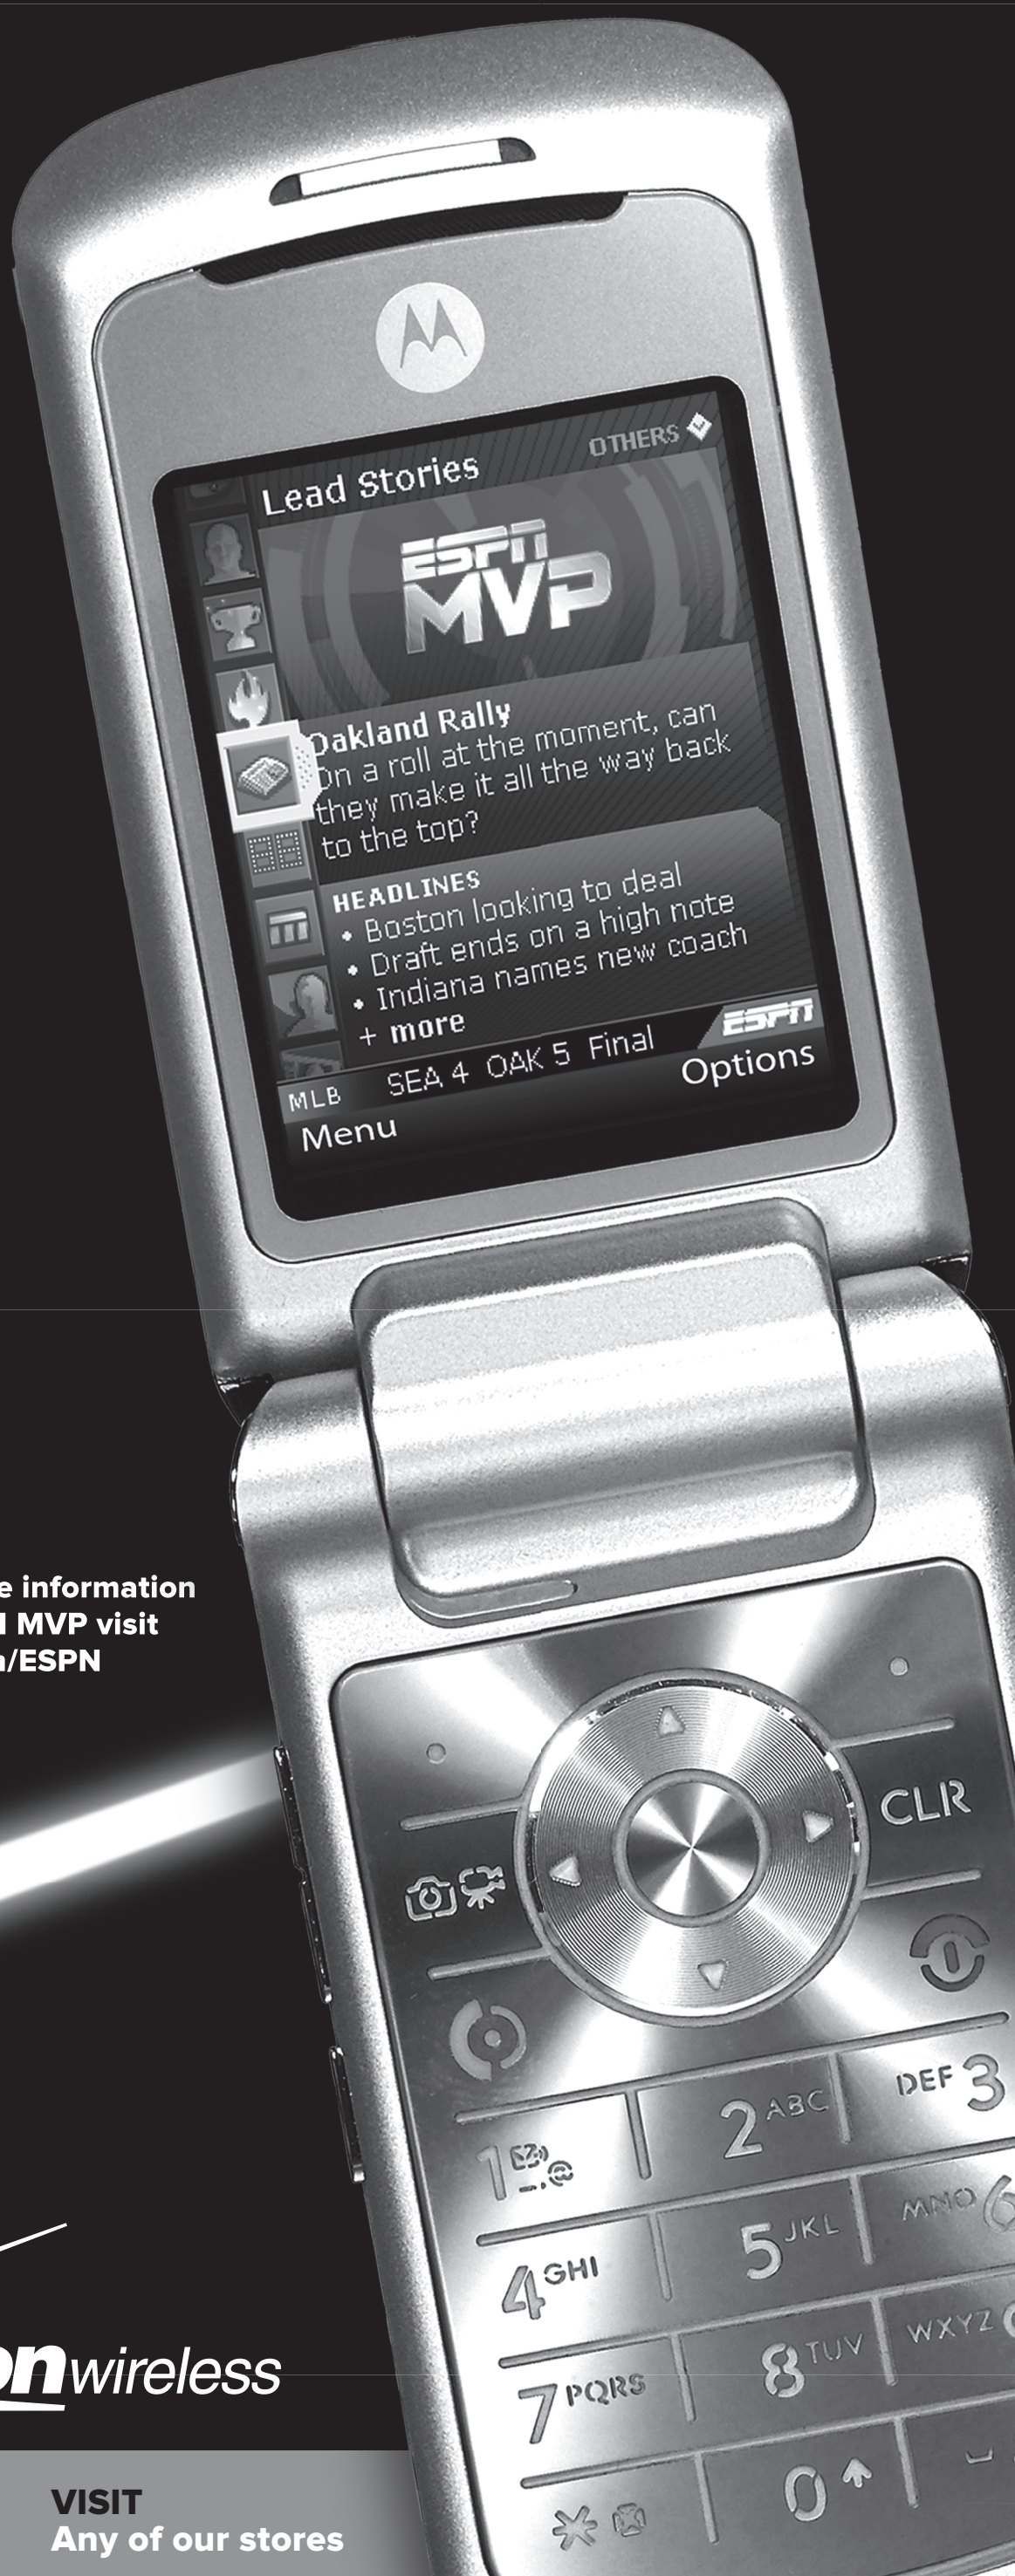 OTHERS
Lead Stories
ESPN
MVP
Oakland Rally
On a roll at the moment, can
they make it all the way back
to the top?
HEADLINES
• Boston looking to deal
• Draft ends on a high note
• Indiana names new coach
+ more
ESPN
MLB SEA 4 OAK 5 Final
Menu Options
e information
MVP visit
/ESPN
CLR
1 2 ABC DEF 3
4 GHI 5 JKL MNO 6
7 PQRS 8 TUV WXYZ
* 0
on wireless
VISIT
Any of our stores